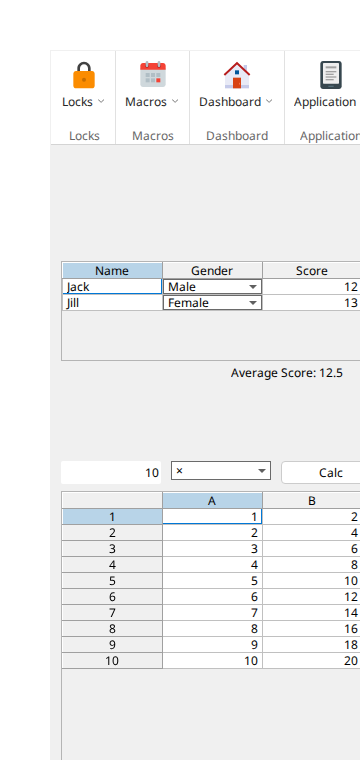 Locks Macros Dashboard Application
Locks Macros Dashboard Application
Name Gender Score
Jack Male 12
Jill Female 13
Average Score: 12.5
10 × Calc
A B
1 1 2
2 2 4
3 3 6
4 4 8
5 5 10
6 6 12
7 7 14
8 8 16
9 9 18
10 10 20